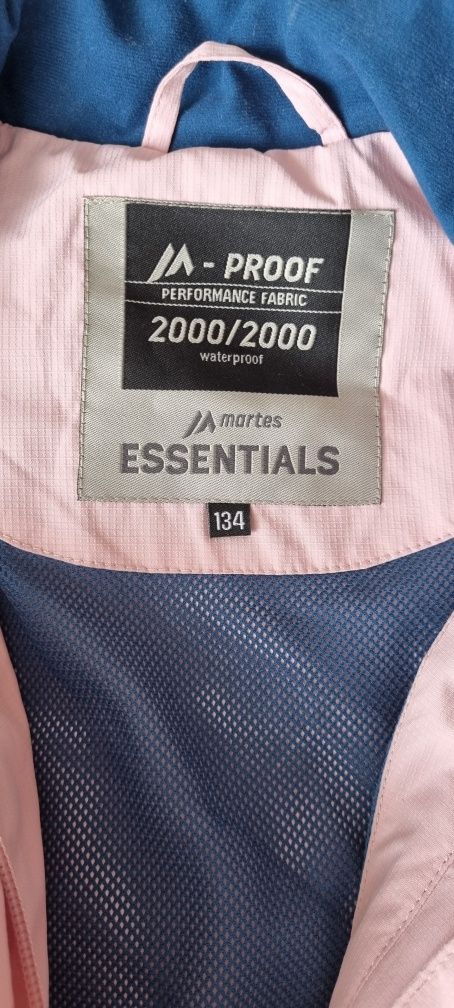 - PROOF
PERFORMANCE FABRIC
2000/2000
waterproof
martes
ESSENTIALS
134